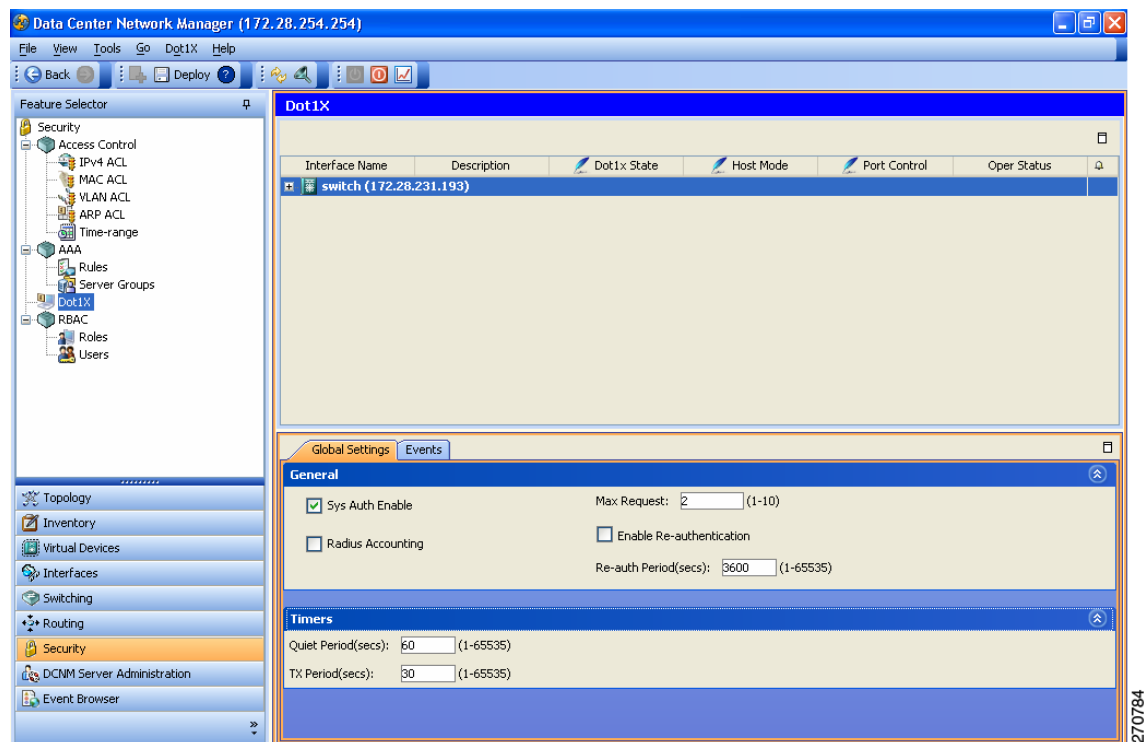 Data Center Network Manager (172.28.254.254)
File View Tools Go Dot1X Help
Back Deploy
Feature Selector
Security
Access Control
IPv4 ACL
MAC ACL
VLAN ACL
ARP ACL
Time-range
AAA
Rules
Server Groups
Dot1X
RBAC
Roles
Users
Topology
Inventory
Virtual Devices
Interfaces
Switching
Routing
Security
DCNM Server Administration
Event Browser
Dot1X
Interface Name Description Dot1x State Host Mode Port Control Oper Status
switch (172.28.231.193)
Global Settings Events
General
Sys Auth Enable
Radius Accounting
Max Request: 2 (1-10)
Enable Re-authentication
Re-auth Period(secs): 3600 (1-65535)
Timers
Quiet Period(secs): 60 (1-65535)
TX Period(secs): 30 (1-65535)
270784